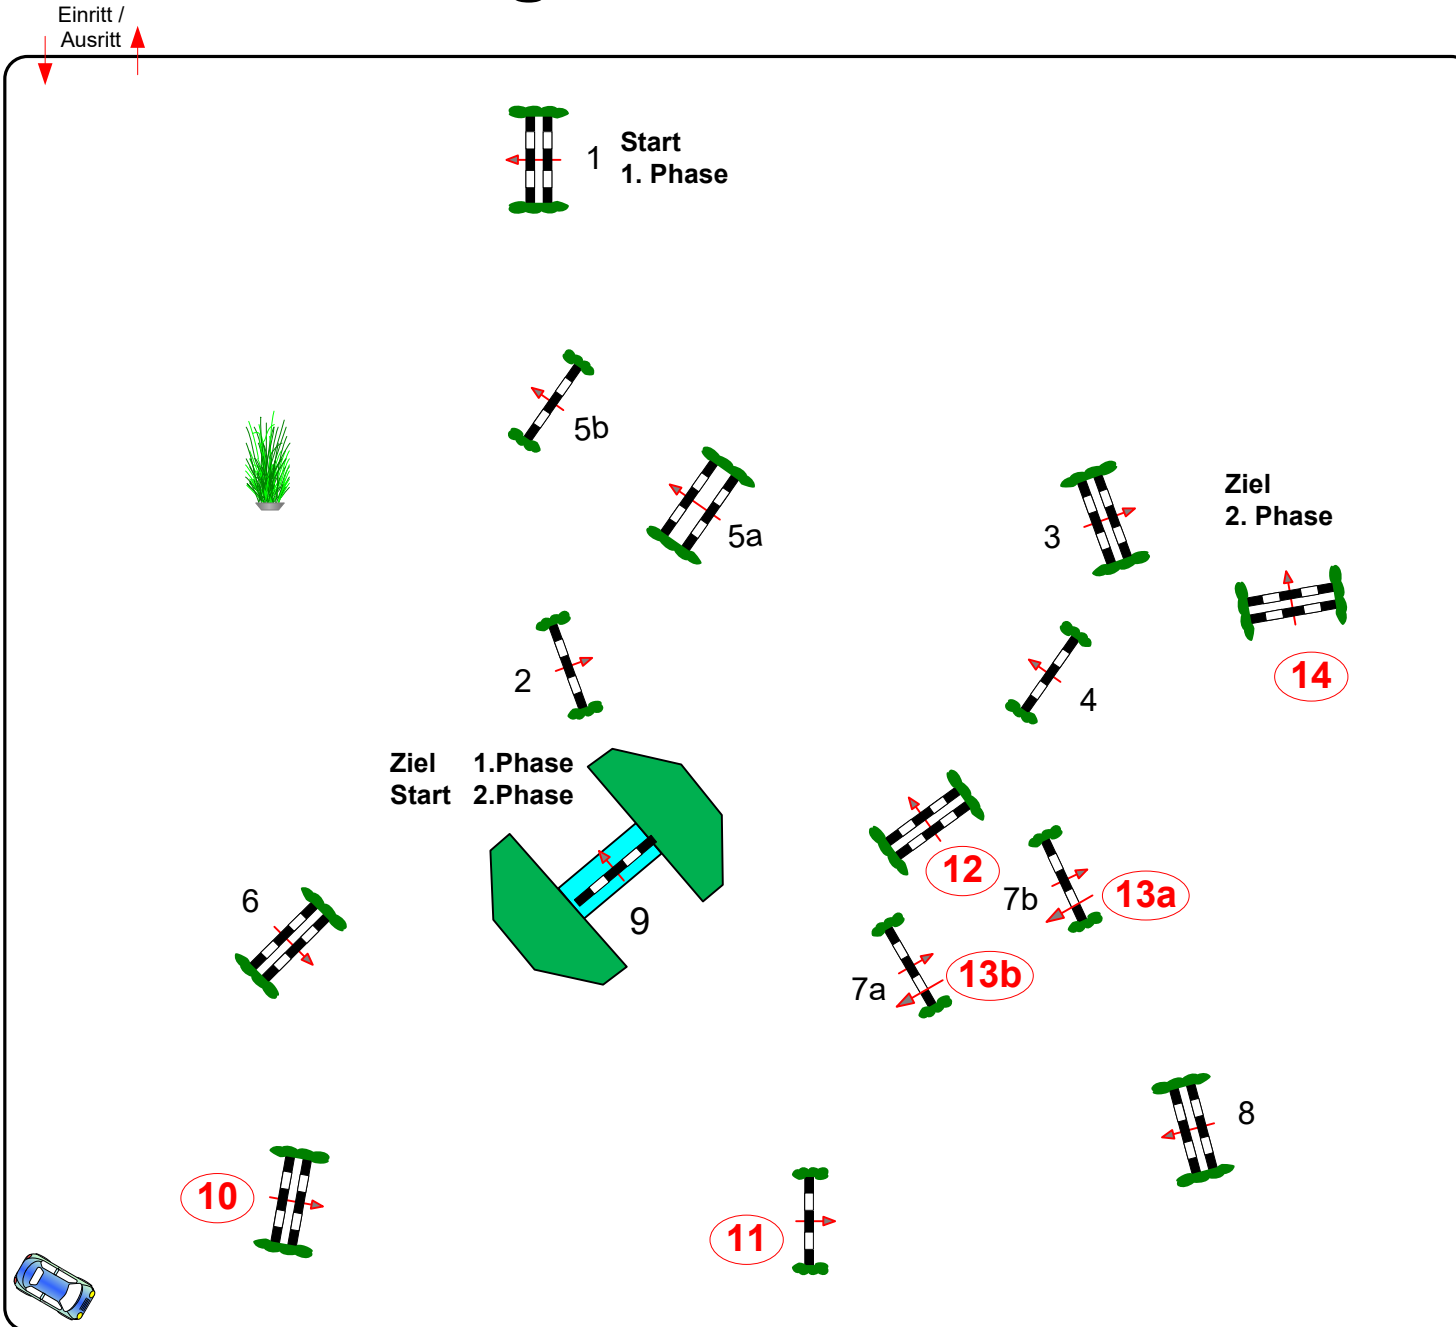 Einritt /
Ausritt
1
Start
1. Phase
5b
5a
3
Ziel
2. Phase
2
4
14
Ziel 1.Phase
Start 2.Phase
12
6
7b
13a
9
7a
13b
8
10
11